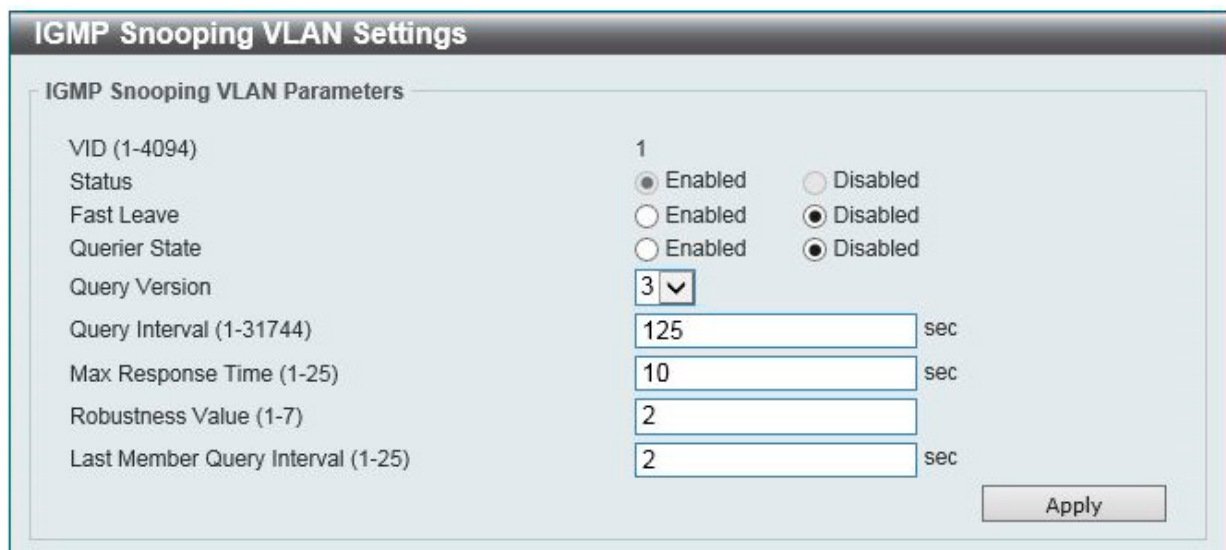 IGMP Snooping VLAN Settings
IGMP Snooping VLAN Parameters
VID (1-4094) 1
Status Enabled Disabled
Fast Leave Enabled Disabled
Querier State Enabled Disabled
Query Version 3
Query Interval (1-31744) 125 sec
Max Response Time (1-25) 10 sec
Robustness Value (1-7) 2
Last Member Query Interval (1-25) 2 sec
Apply